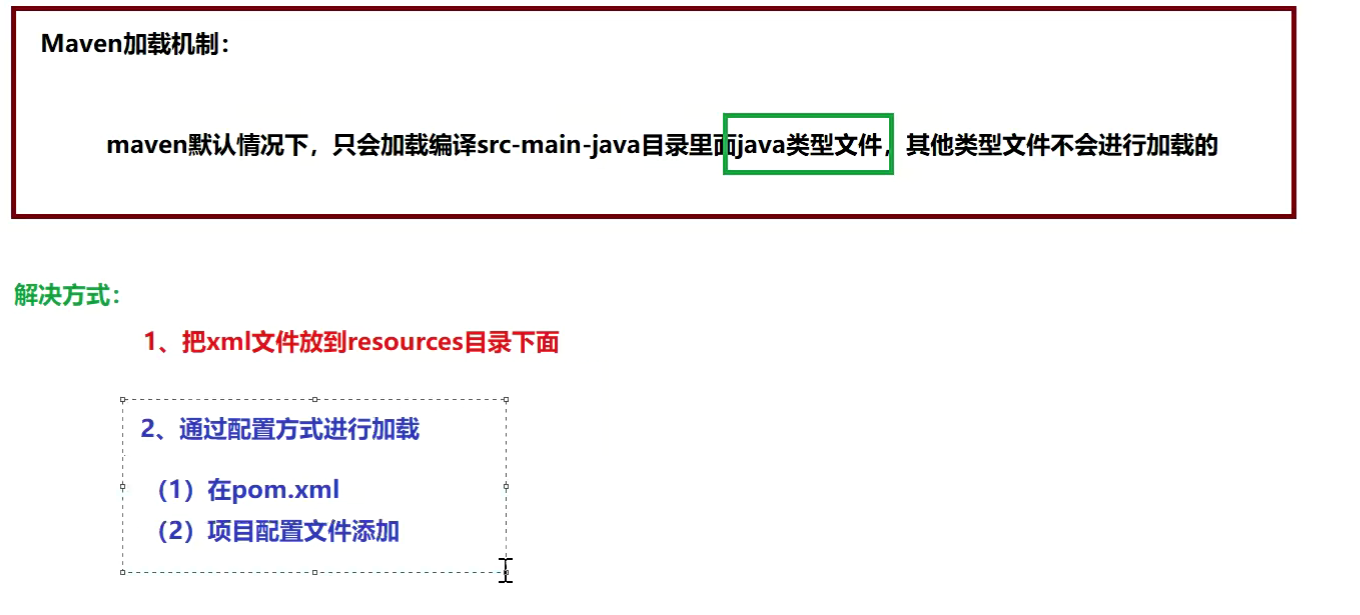 Maven加载机制：
maven默认情况下，只会加载编译src-main-java目录里面java类型文件，其他类型文件不会进行加载的
解决方式：
1、把xml文件放到resources目录下面
2、通过配置方式进行加载
（1）在pom.xml
（2）项目配置文件添加